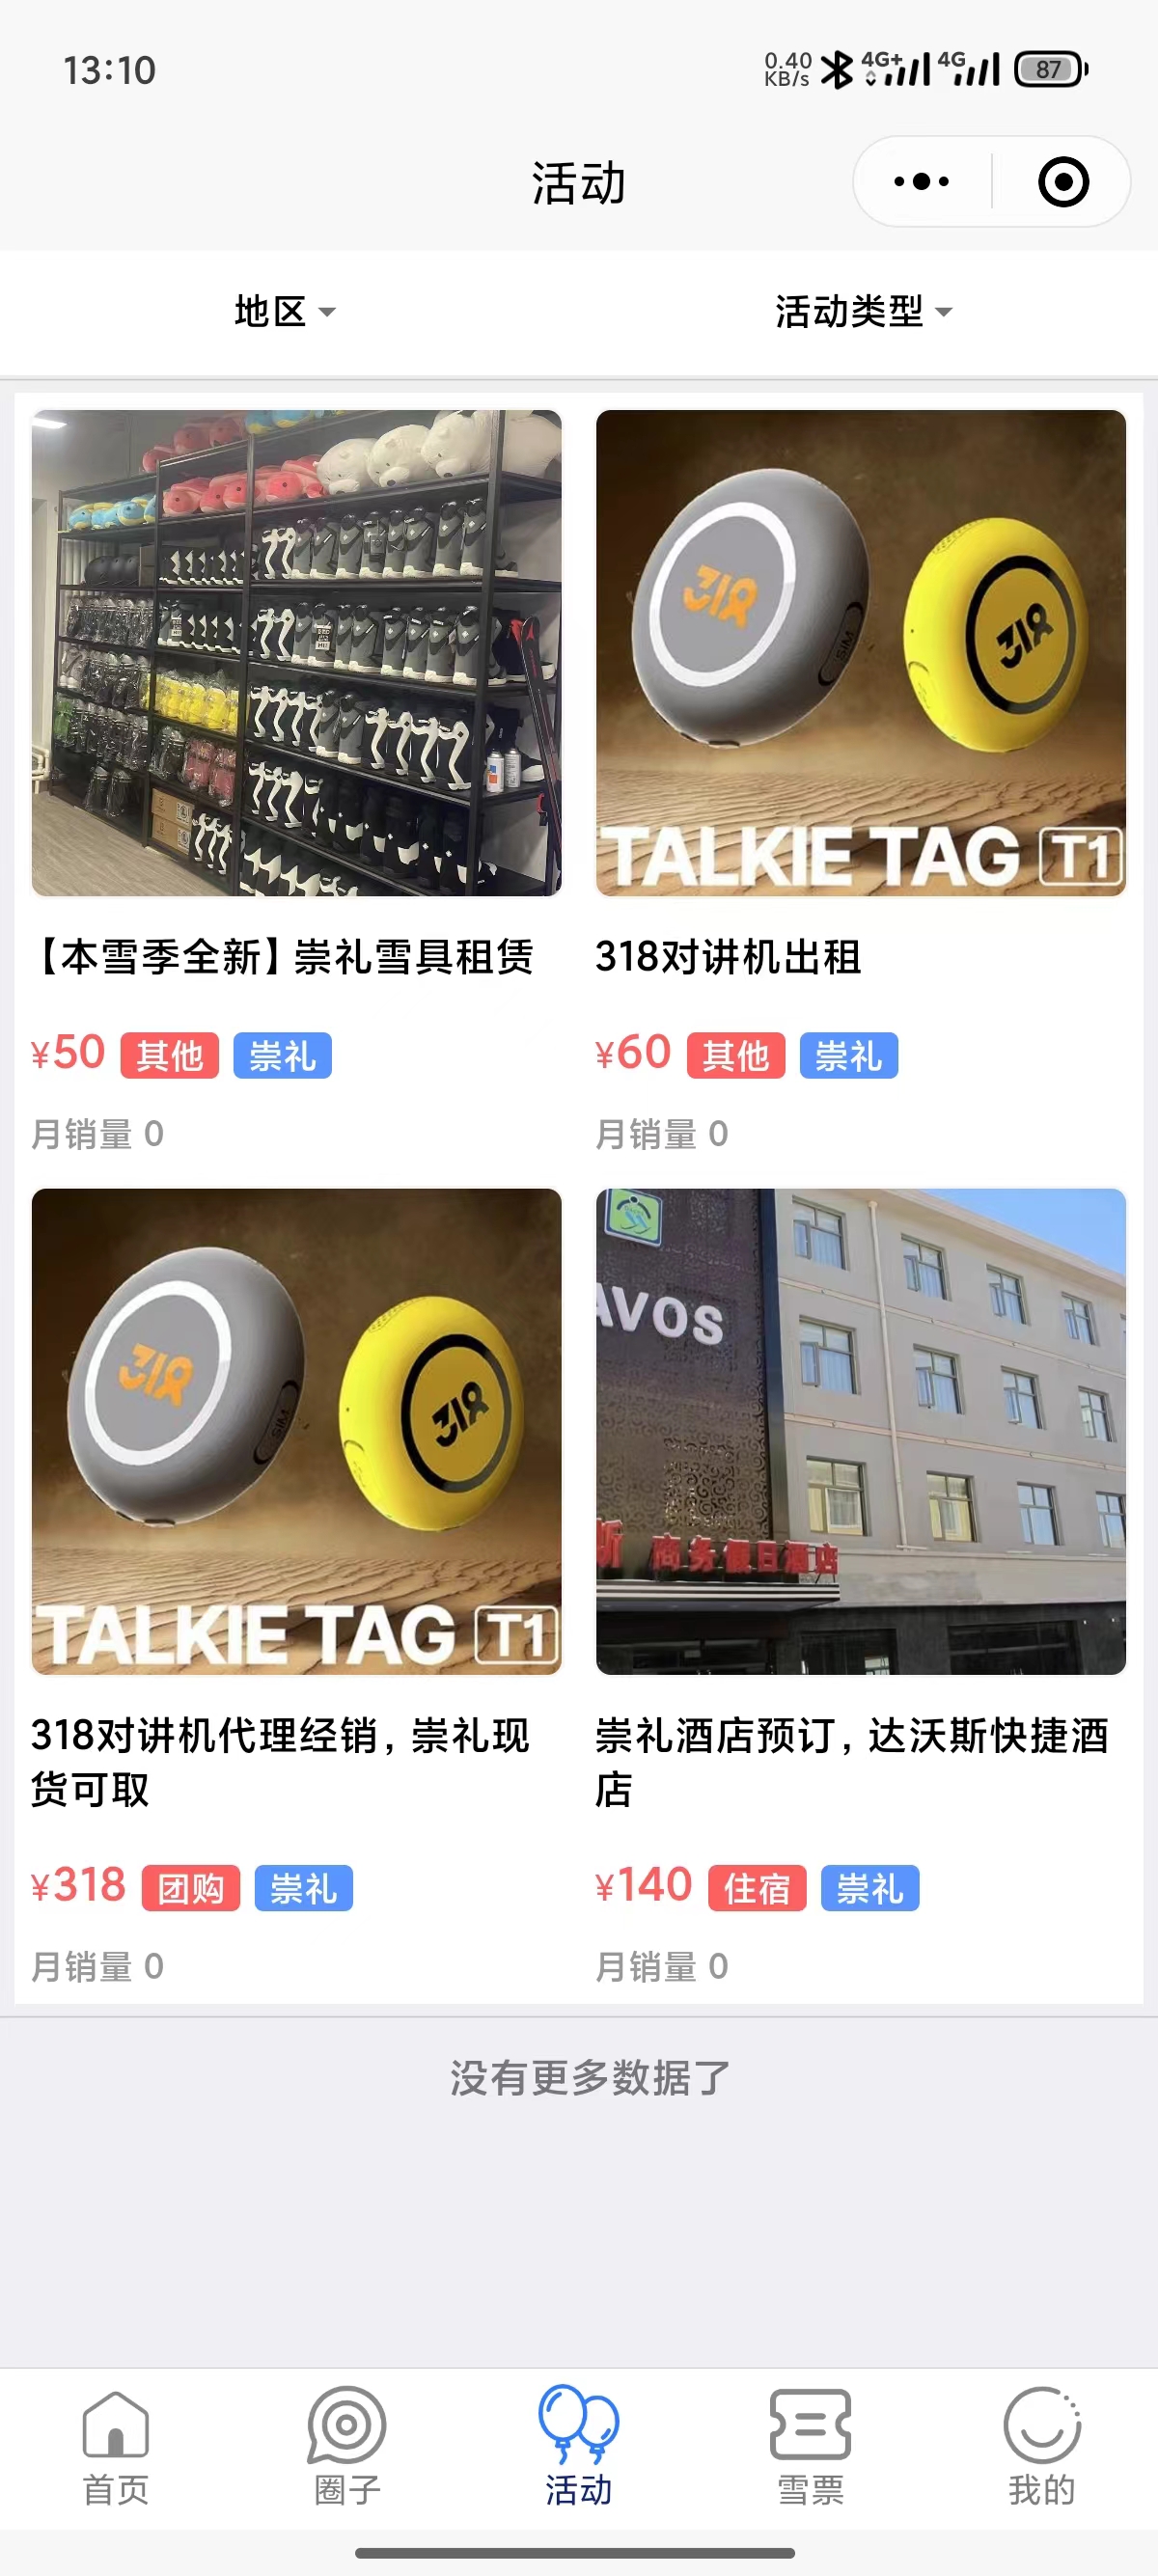 13:10
0.40
KB/s
4G+
4G
87
活动
地区
活动类型
318
318
SIM
TALKIE TAG T1
【本雪季全新】崇礼雪具租赁
318对讲机出租
¥50 其他 崇礼
¥60 其他 崇礼
月销量 0
月销量 0
318
318
SIM
TALKIE TAG T1
AVOS
斯 商务假日酒店
318对讲机代理经销，崇礼现
货可取
崇礼酒店预订，达沃斯快捷酒
店
¥318 团购 崇礼
¥140 住宿 崇礼
月销量 0
月销量 0
没有更多数据了
首页
圈子
活动
雪票
我的